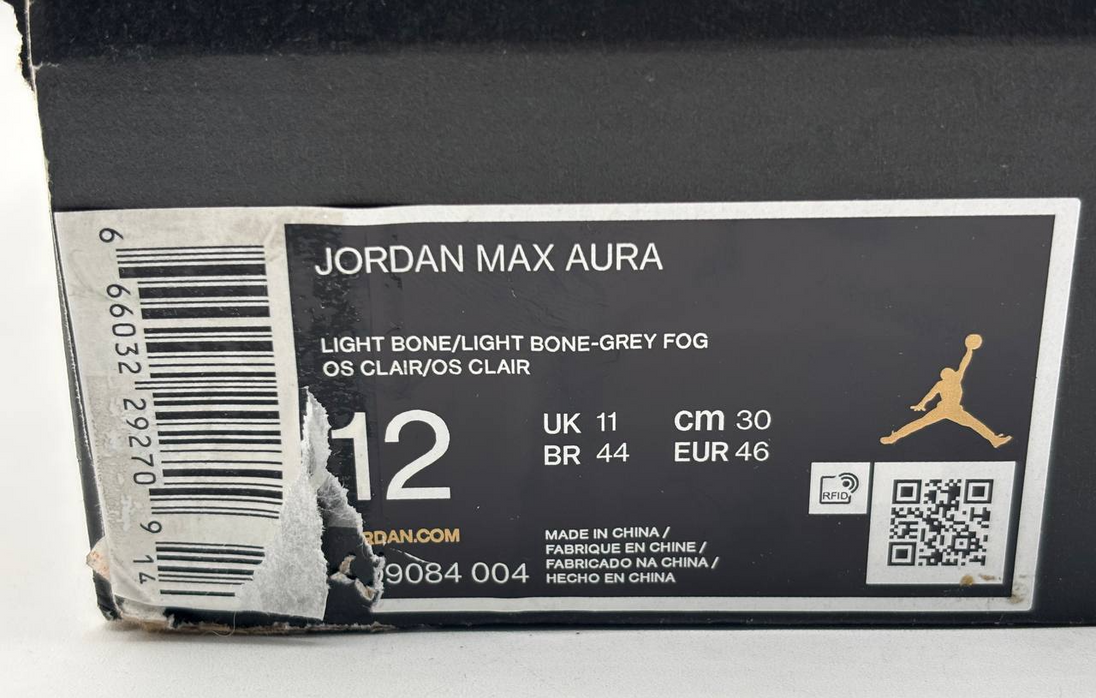 6 66032 29270 9 14
JORDAN MAX AURA
LIGHT BONE/LIGHT BONE-GREY FOG
OS CLAIR/OS CLAIR
12
UK 11 cm 30
BR 44 EUR 46
RFID
RDAN.COM
9084 004
MADE IN CHINA /
FABRIQUE EN CHINE /
FABRICADO NA CHINA /
HECHO EN CHINA